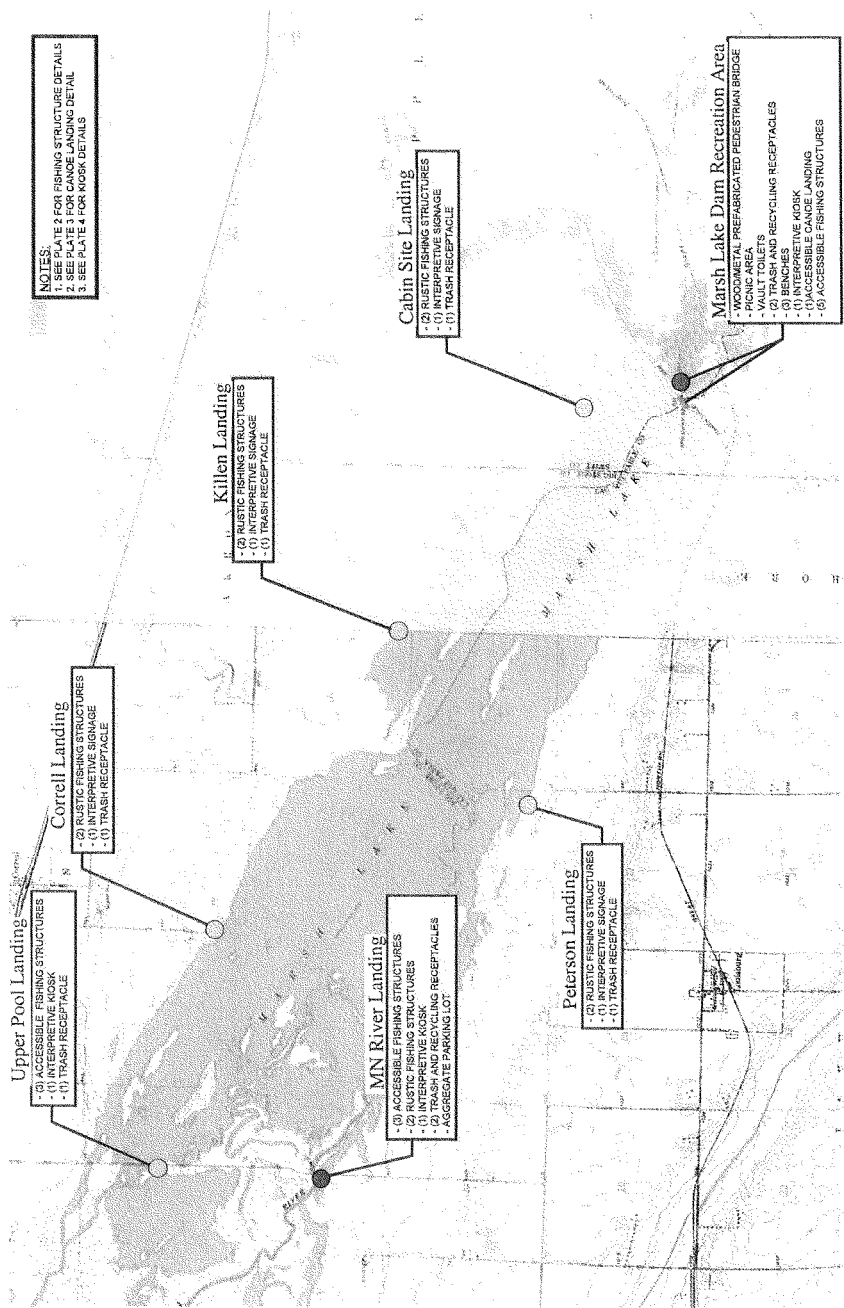 NOTES:
1. SEE PLATE 2 FOR FISHING STRUCTURE DETAILS
2. SEE PLATE 3 FOR CANOE LANDING DETAIL
3. SEE PLATE 4 FOR KIOSK DETAILS
Upper Pool Landing
- (3) ACCESSIBLE FISHING STRUCTURES
- (1) INTERPRETIVE KIOSK
- (1) TRASH RECEPTACLE
Correll Landing
- (2) RUSTIC FISHING STRUCTURES
- (1) INTERPRETIVE SIGNAGE
- (1) TRASH RECEPTACLE
Killen Landing
- (2) RUSTIC FISHING STRUCTURES
- (1) INTERPRETIVE SIGNAGE
- (1) TRASH RECEPTACLE
Cabin Site Landing
- (2) RUSTIC FISHING STRUCTURES
- (1) INTERPRETIVE SIGNAGE
- (1) TRASH RECEPTACLE
MN River Landing
- (3) ACCESSIBLE FISHING STRUCTURES
- (2) RUSTIC FISHING STRUCTURES
- (1) INTERPRETIVE KIOSK
- (2) TRASH AND RECYCLING RECEPTACLES
- AGGREGATE PARKING LOT
Peterson Landing
- (2) RUSTIC FISHING STRUCTURES
- (1) INTERPRETIVE SIGNAGE
- (1) TRASH RECEPTACLE
Marsh Lake Dam Recreation Area
- WOOD/METAL PREFABRICATED PEDESTRIAN BRIDGE
- PICNIC AREA
- VAULT TOILETS
- (2) TRASH AND RECYCLING RECEPTACLES
- (3) BENCHES
- (1) INTERPRETIVE KIOSK
- (1)ACCESSIBLE CANOE LANDING
- (5) ACCESSIBLE FISHING STRUCTURES
MARSH LAKE
MARSH LAKE
RIVER